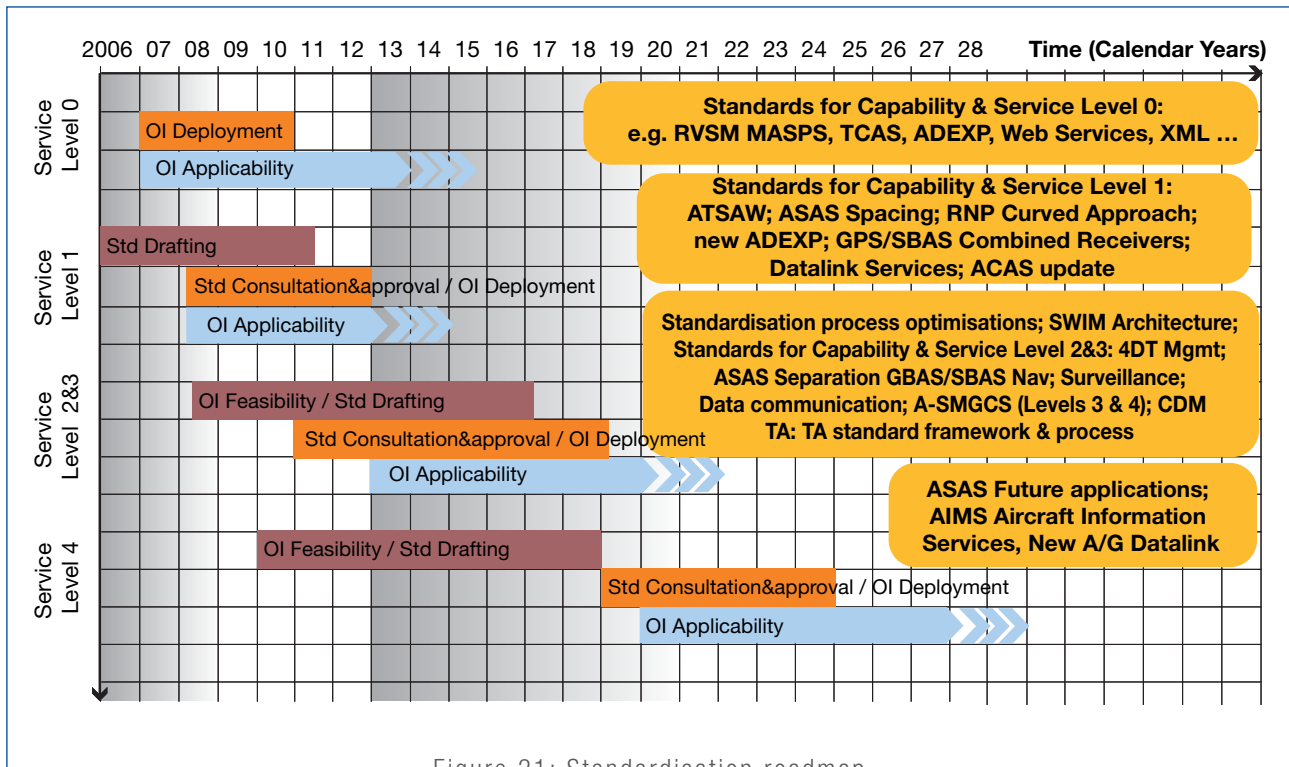 2006 07 08 09 10 11 12 13 14 15 16 17 18 19 20 21 22 23 24 25 26 27 28 Time (Calendar Years)
Service
Level 0
OI Deployment
OI Applicability
Standards for Capability & Service Level 0:
e.g. RVSM MASPS, TCAS, ADEXP, Web Services, XML …
Service
Level 1
Std Drafting
Std Consultation&approval / OI Deployment
OI Applicability
Standards for Capability & Service Level 1:
ATSAW; ASAS Spacing; RNP Curved Approach;
new ADEXP; GPS/SBAS Combined Receivers;
Datalink Services; ACAS update
Service
Level 2&3
OI Feasibility / Std Drafting
Std Consultation&approval / OI Deployment
OI Applicability
Standardisation process optimisations; SWIM Architecture;
Standards for Capability & Service Level 2&3: 4DT Mgmt;
ASAS Separation GBAS/SBAS Nav; Surveillance;
Data communication; A-SMGCS (Levels 3 & 4); CDM
TA: TA standard framework & process
Service
Level 4
OI Feasibility / Std Drafting
Std Consultation&approval / OI Deployment
OI Applicability
ASAS Future applications;
AIMS Aircraft Information
Services, New A/G Datalink
Figure 21: Standardisation roadmap